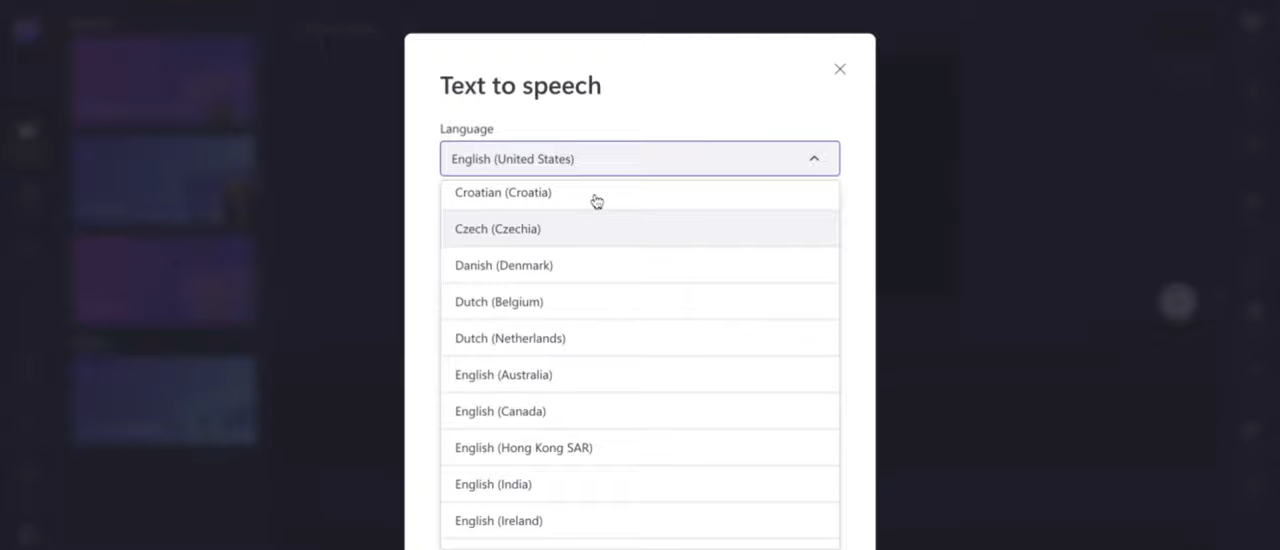 Text to speech
Language
English (United States)
Croatian (Croatia)
Czech (Czechia)
Danish (Denmark)
Dutch (Belgium)
Dutch (Netherlands)
English (Australia)
English (Canada)
English (Hong Kong SAR)
English (India)
English (Ireland)